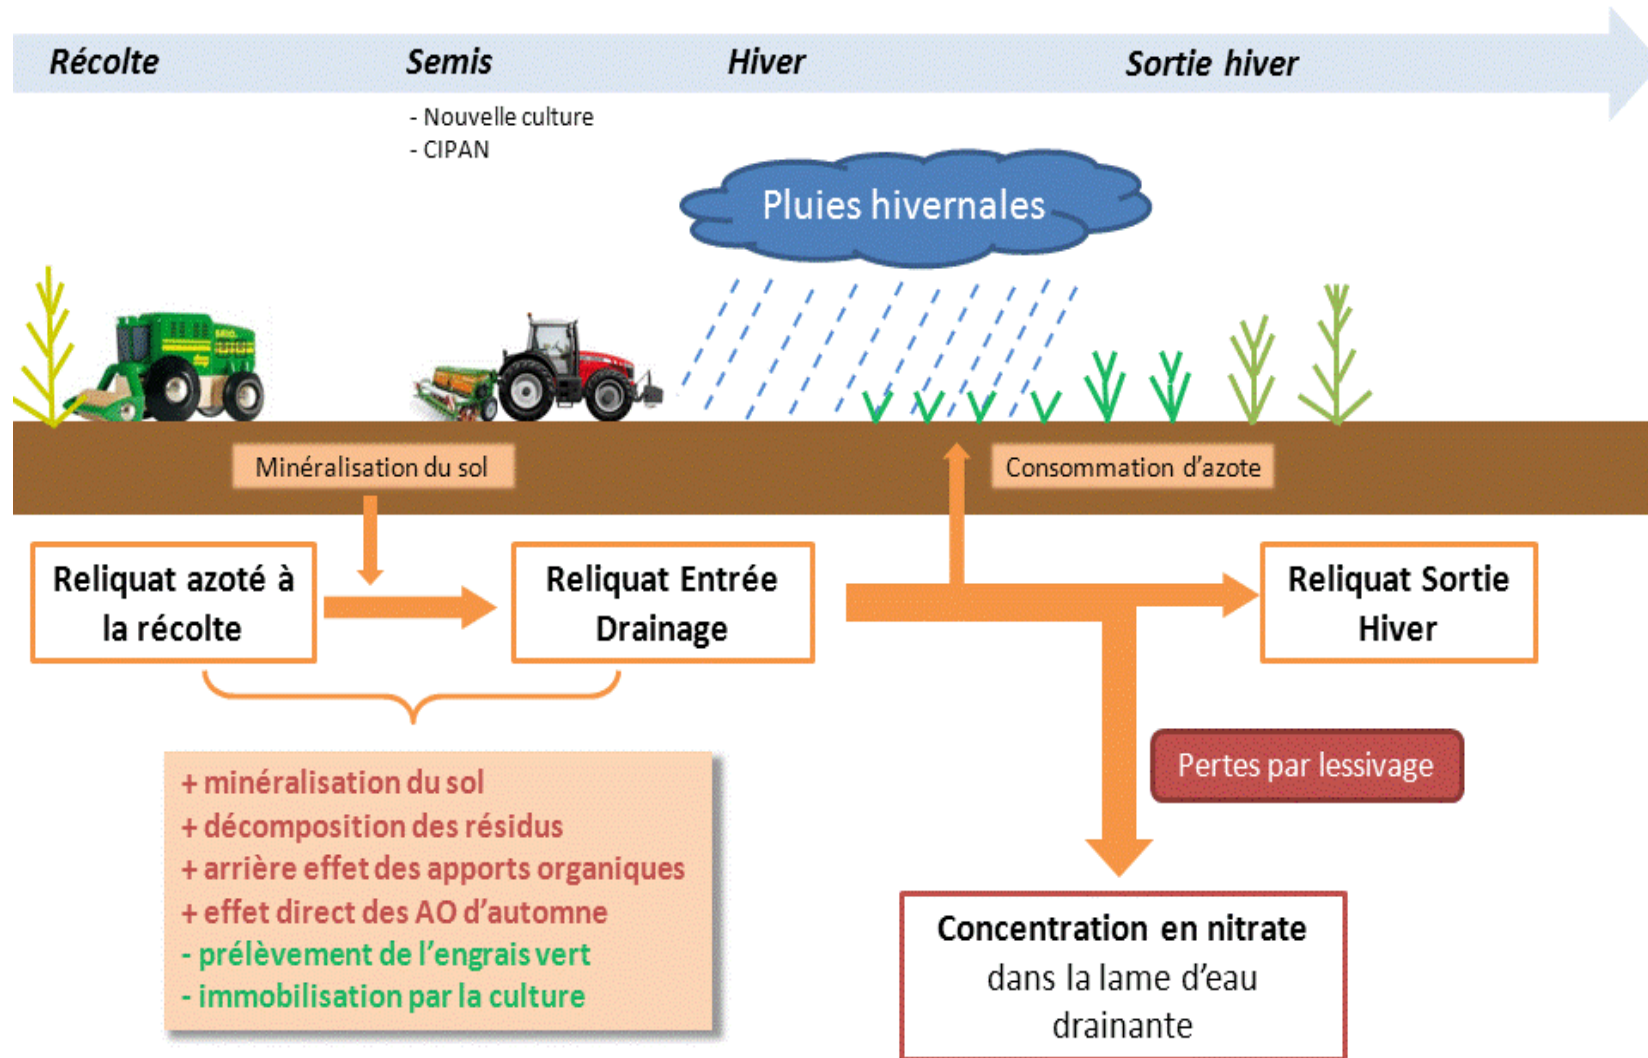 Récolte
Semis
Hiver
Sortie hiver
- Nouvelle culture
- CIPAN
Pluies hivernales
Minéralisation du sol
Consommation d'azote
Reliquat azoté à
la récolte
Reliquat Entrée
Drainage
Reliquat Sortie
Hiver
+ minéralisation du sol
+ décomposition des résidus
+ arrière effet des apports organiques
+ effet direct des AO d'automne
- prélèvement de l'engrais vert
- immobilisation par la culture
Pertes par lessivage
Concentration en nitrate
dans la lame d'eau
drainante